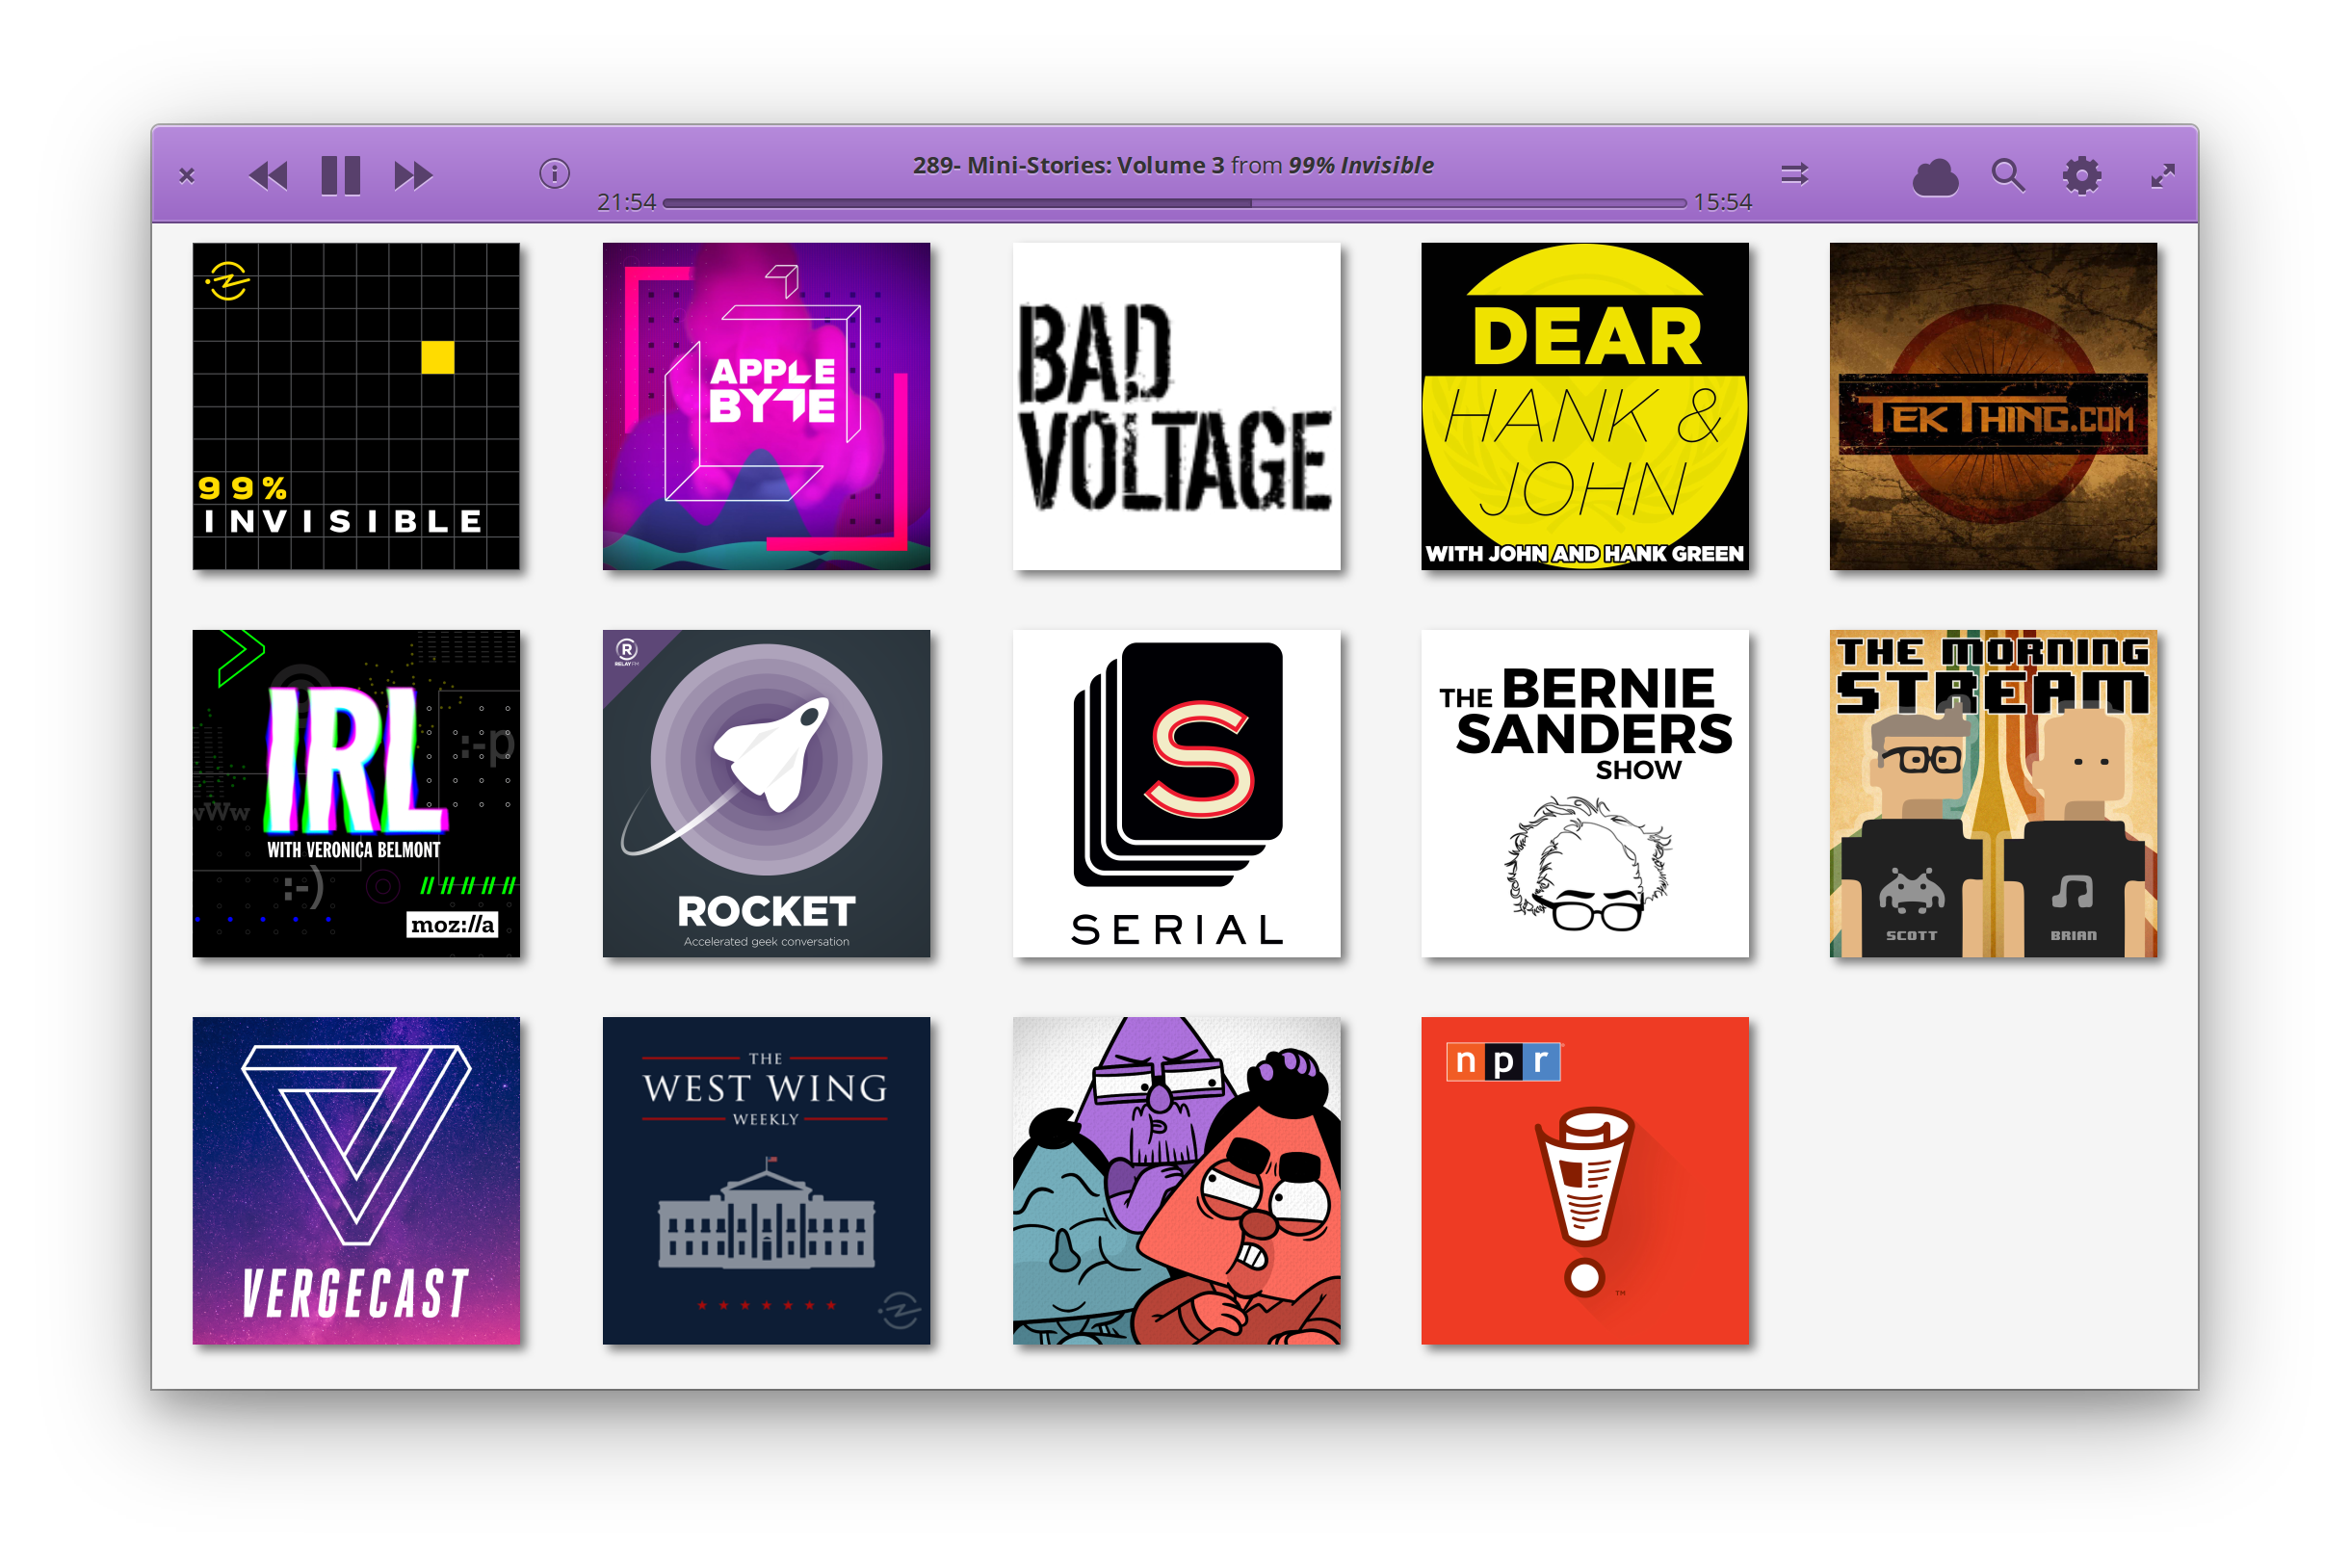 289- Mini-Stories: Volume 3 from 99% Invisible
21:54
15:54
99%
INVISIBLE
APPLE
BYTE
BAD
VOLTAGE
DEAR
HANK &
JOHN
WITH JOHN AND HANK GREEN
TEKTHING.COM
:-p
wWw
IRL
WITH VERONICA BELMONT
:-)
// // // // //
moz://a
R
RELAY FM
ROCKET
Accelerated geek conversation
S
SERIAL
THE BERNIE
SANDERS
SHOW
THE MORNING
STREAM
SCOTT
BRIAN
VERGECAST
THE
WEST WING
WEEKLY
npr
TM